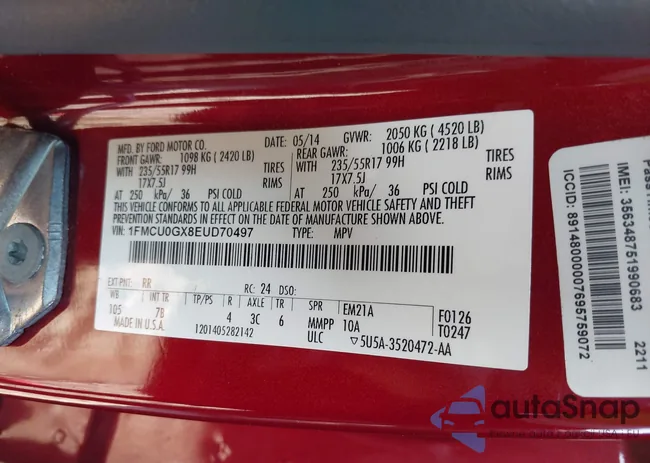 MFD. BY FORD MOTOR CO. DATE: 05/14 GVWR: 2050 KG ( 4520 LB)
FRONT GAWR: 1098 KG ( 2420 LB) REAR GAWR: 1006 KG ( 2218 LB)
235/55R17 99H TIRES 235/55R17 99H TIRES
17X7.5J RIMS 17X7.5J RIMS
AT 250 kPa/ 36 PSI COLD AT 250 kPa/ 36 PSI COLD
THIS VEHICLE CONFORMS TO ALL APPLICABLE FEDERAL MOTOR VEHICLE SAFETY AND THEFT
PREVENTION STANDARDS IN EFFECT ON THE DATE OF MANUFACTURE SHOWN ABOVE.
VIN: 1FMCU0GX8EUD70497 TYPE: MPV
EXT PNT: RR RC: 24 DSO:
WB INT TR TP/PS R AXLE TR SPR EM21A F0126
105 7B 4 3C 6 MMPP 10A T0247
MADE IN U.S.A. 1201405282142 ULC ▽5U5A-3520472-AA
ICCID: 89148000007695759072
IMEI: 356348751990683
2211
autoSnap